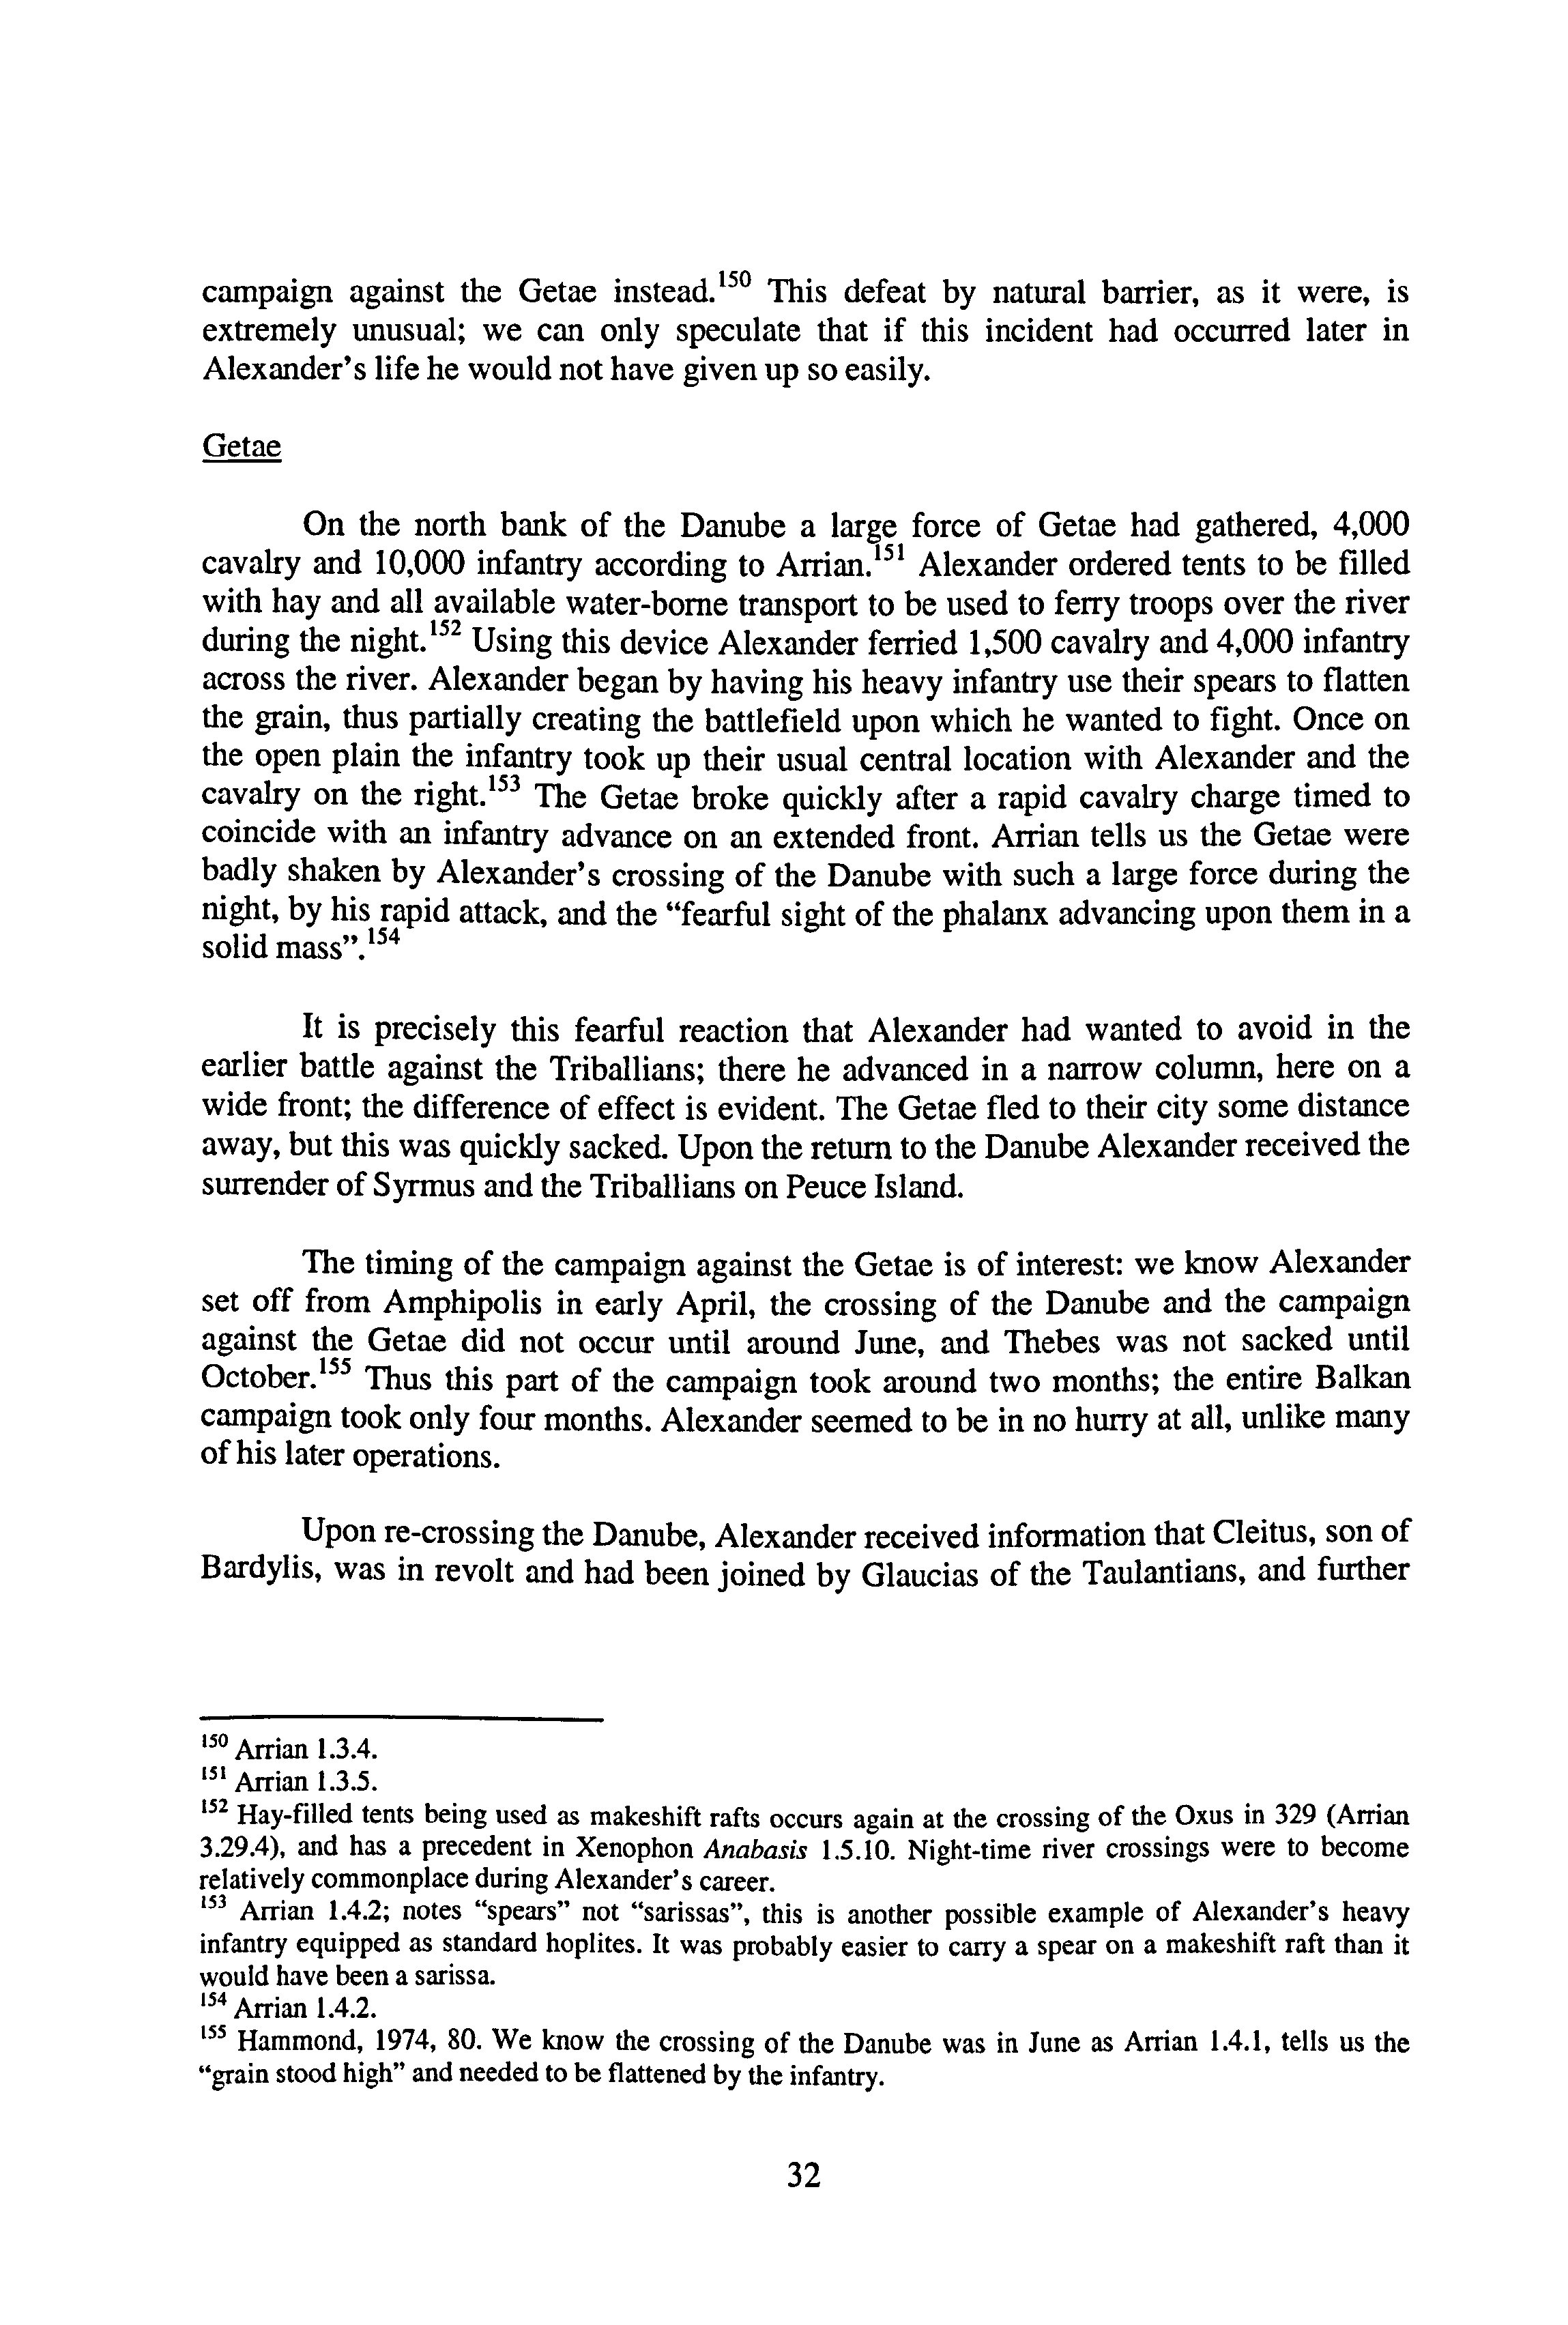 campaign against the Getae instead.¹⁵⁰ This defeat by natural barrier, as it were, is
extremely unusual; we can only speculate that if this incident had occurred later in
Alexander's life he would not have given up so easily.
Getae
On the north bank of the Danube a large force of Getae had gathered, 4,000
cavalry and 10,000 infantry according to Arrian.¹⁵¹ Alexander ordered tents to be filled
with hay and all available water-borne transport to be used to ferry troops over the river
during the night.¹⁵² Using this device Alexander ferried 1,500 cavalry and 4,000 infantry
across the river. Alexander began by having his heavy infantry use their spears to flatten
the grain, thus partially creating the battlefield upon which he wanted to fight. Once on
the open plain the infantry took up their usual central location with Alexander and the
cavalry on the right.¹⁵³ The Getae broke quickly after a rapid cavalry charge timed to
coincide with an infantry advance on an extended front. Arrian tells us the Getae were
badly shaken by Alexander's crossing of the Danube with such a large force during the
night, by his rapid attack, and the “fearful sight of the phalanx advancing upon them in a
solid mass”.¹⁵⁴
It is precisely this fearful reaction that Alexander had wanted to avoid in the
earlier battle against the Triballians; there he advanced in a narrow column, here on a
wide front; the difference of effect is evident. The Getae fled to their city some distance
away, but this was quickly sacked. Upon the return to the Danube Alexander received the
surrender of Syrmus and the Triballians on Peuce Island.
The timing of the campaign against the Getae is of interest: we know Alexander
set off from Amphipolis in early April, the crossing of the Danube and the campaign
against the Getae did not occur until around June, and Thebes was not sacked until
October.¹⁵⁵ Thus this part of the campaign took around two months; the entire Balkan
campaign took only four months. Alexander seemed to be in no hurry at all, unlike many
of his later operations.
Upon re-crossing the Danube, Alexander received information that Cleitus, son of
Bardylis, was in revolt and had been joined by Glaucias of the Taulantians, and further
¹⁵⁰ Arrian 1.3.4.
¹⁵¹ Arrian 1.3.5.
¹⁵² Hay-filled tents being used as makeshift rafts occurs again at the crossing of the Oxus in 329 (Arrian
3.29.4), and has a precedent in Xenophon Anabasis 1.5.10. Night-time river crossings were to become
relatively commonplace during Alexander's career.
¹⁵³ Arrian 1.4.2; notes “spears” not “sarissas”, this is another possible example of Alexander's heavy
infantry equipped as standard hoplites. It was probably easier to carry a spear on a makeshift raft than it
would have been a sarissa.
¹⁵⁴ Arrian 1.4.2.
¹⁵⁵ Hammond, 1974, 80. We know the crossing of the Danube was in June as Arrian 1.4.1, tells us the
“grain stood high” and needed to be flattened by the infantry.
32